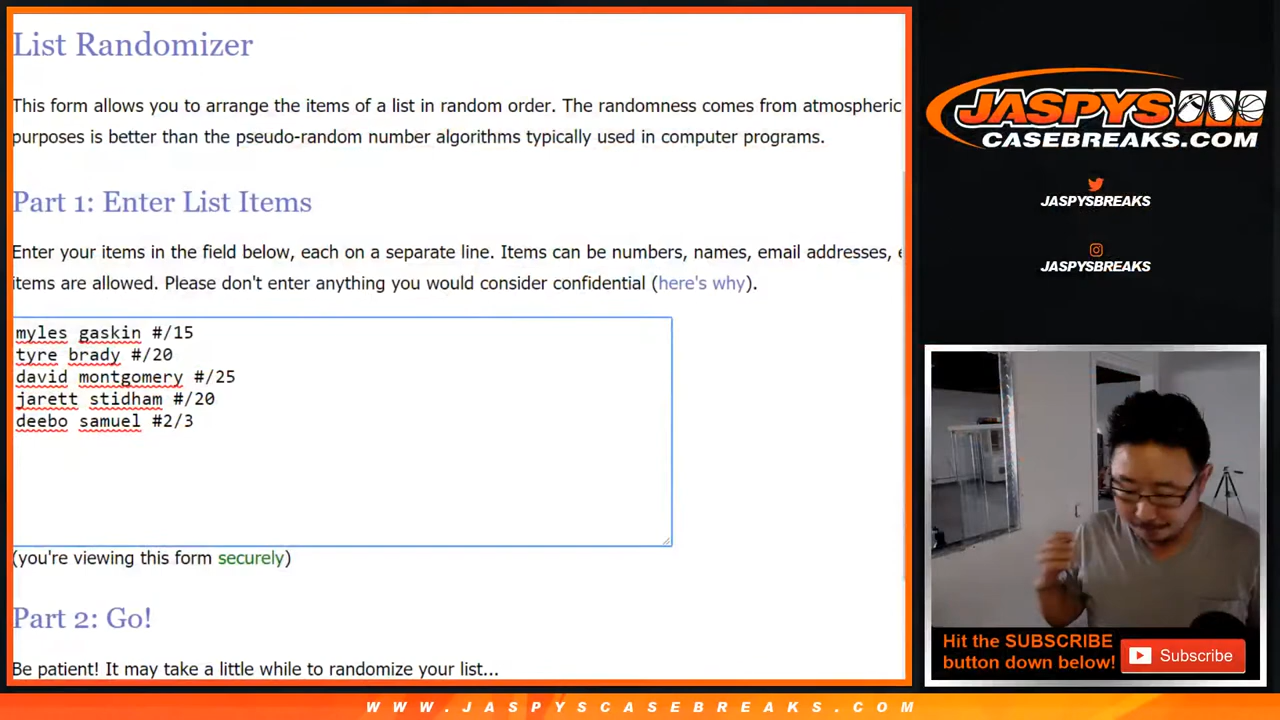 List Randomizer
This form allows you to arrange the items of a list in random order. The randomness comes from atmospheric
purposes is better than the pseudo-random number algorithms typically used in computer programs.
Part 1: Enter List Items
Enter your items in the field below, each on a separate line. Items can be numbers, names, email addresses, e
items are allowed. Please don't enter anything you would consider confidential (here's why).
myles gaskin #/15
tyre brady #/20
david montgomery #/25
jarett stidham #/20
deebo samuel #2/3
(you're viewing this form securely)
Part 2: Go!
Be patient! It may take a little while to randomize your list...
JASPYS
CASEBREAKS.COM
JASPYSBREAKS
JASPYSBREAKS
Hit the SUBSCRIBE
button down below!
Subscribe
WWW.JASPYSCASEBREAKS.COM